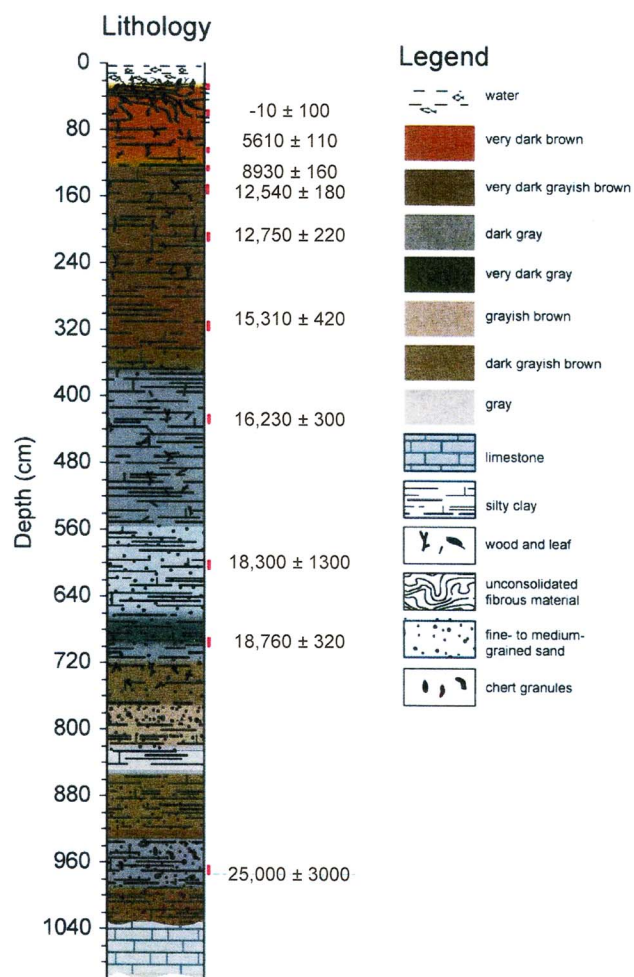 Lithology
Depth (cm)
0
80
160
240
320
400
480
560
640
720
800
880
960
1040
-10 ± 100
5610 ± 110
8930 ± 160
12,540 ± 180
12,750 ± 220
15,310 ± 420
16,230 ± 300
18,300 ± 1300
18,760 ± 320
25,000 ± 3000
Legend
water
very dark brown
very dark grayish brown
dark gray
very dark gray
grayish brown
dark grayish brown
gray
limestone
silty clay
wood and leaf
unconsolidated
fibrous material
fine- to medium-
grained sand
chert granules